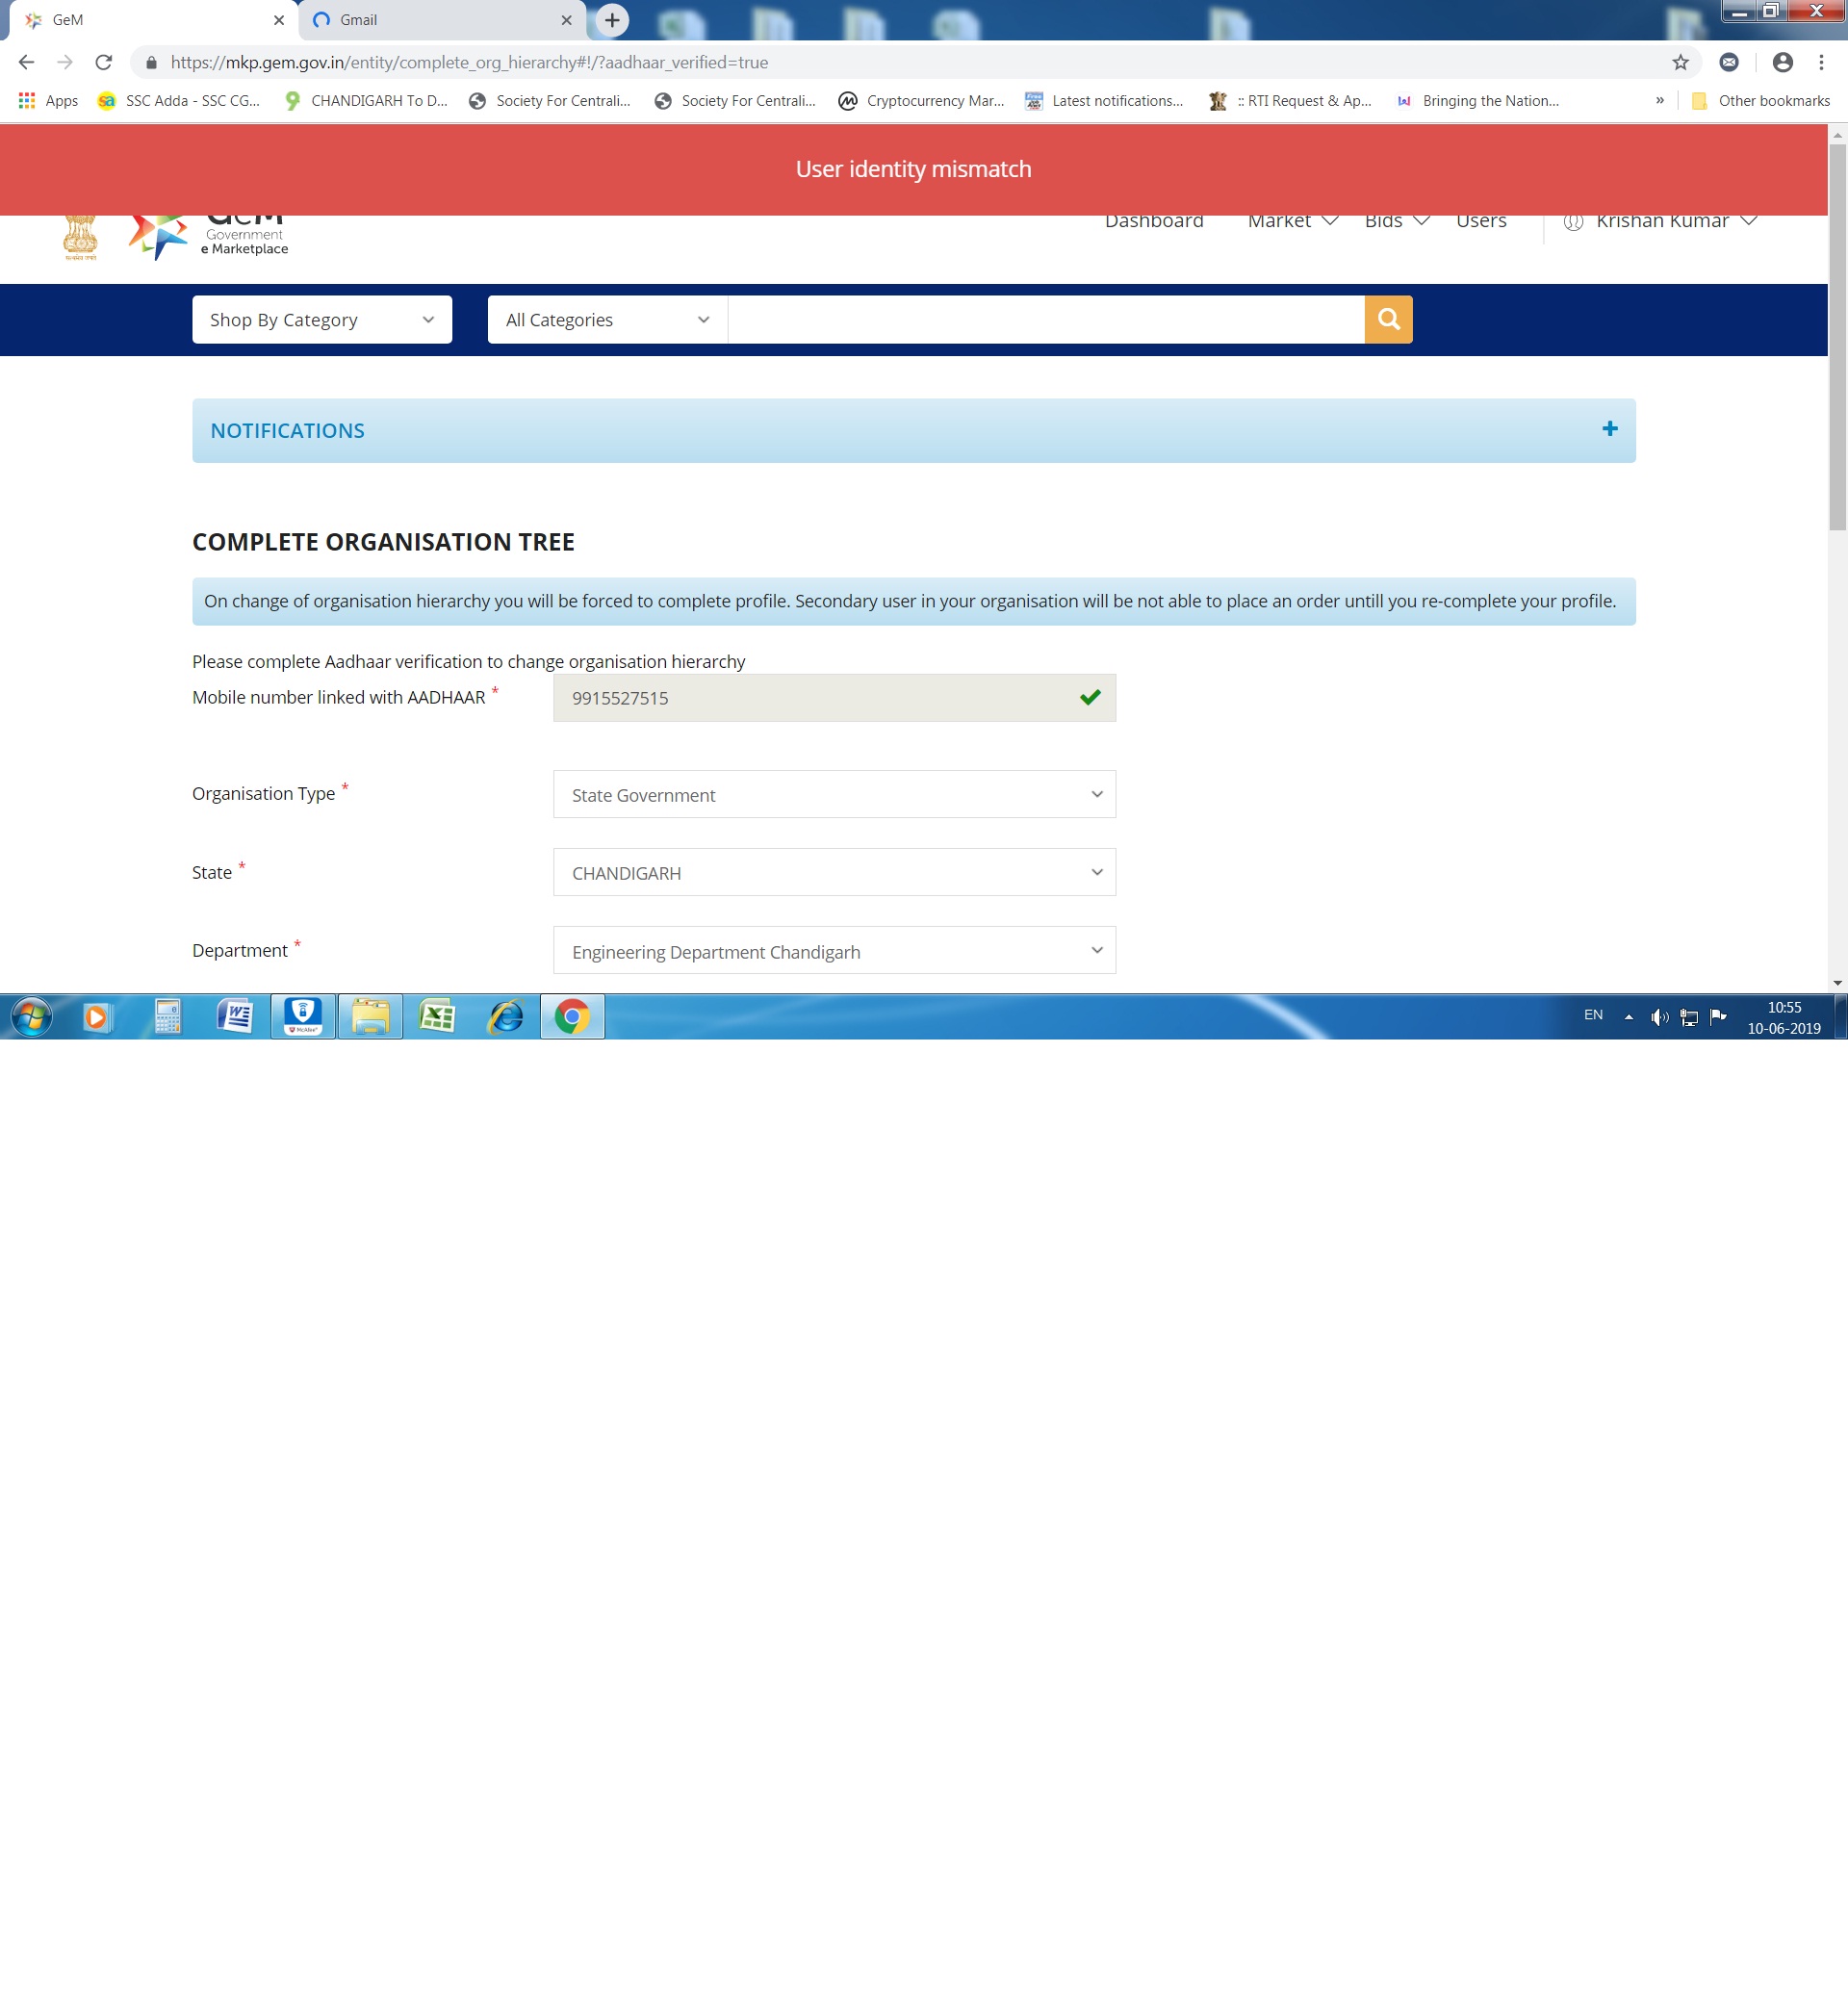 GeM
Gmail
https://mkp.gem.gov.in/entity/complete_org_hierarchy#!/?aadhaar_verified=true
Apps SSC Adda - SSC CG... CHANDIGARH To D... Society For Centrali... Society For Centrali... Cryptocurrency Mar... Latest notifications... :: RTI Request & Ap... Bringing the Nation... » Other bookmarks
User identity mismatch
GeM
Government
e Marketplace
Dashboard Market Bids Users Krishan Kumar
Shop By Category All Categories
NOTIFICATIONS
COMPLETE ORGANISATION TREE
On change of organisation hierarchy you will be forced to complete profile. Secondary user in your organisation will be not able to place an order untill you re-complete your profile.
Please complete Aadhaar verification to change organisation hierarchy
Mobile number linked with AADHAAR * 9915527515
Organisation Type * State Government
State * CHANDIGARH
Department * Engineering Department Chandigarh
McAfee
EN
10:55
10-06-2019